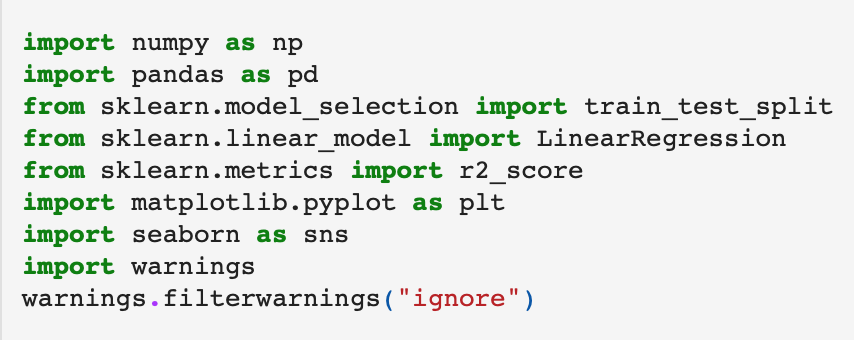 import numpy as np
import pandas as pd
from sklearn.model_selection import train_test_split
from sklearn.linear_model import LinearRegression
from sklearn.metrics import r2_score
import matplotlib.pyplot as plt
import seaborn as sns
import warnings
warnings.filterwarnings("ignore")